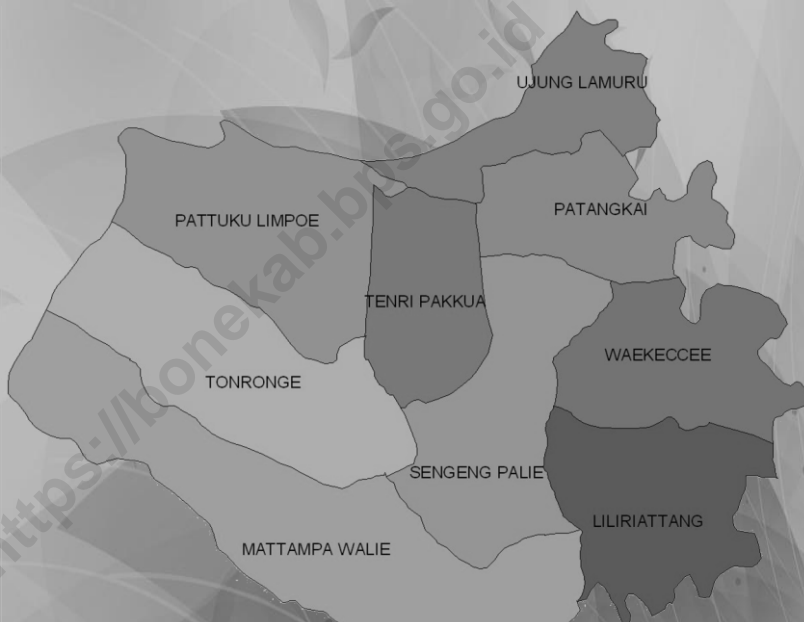 UJUNG LAMURU
PATTUKU LIMPOE
PATANGKAI
TENRI PAKKUA
WAEKECCEE
TONRONGE
SENGENG PALIE
LILIRIATTANG
MATTAMPA WALIE
https://bonekab.bps.go.id